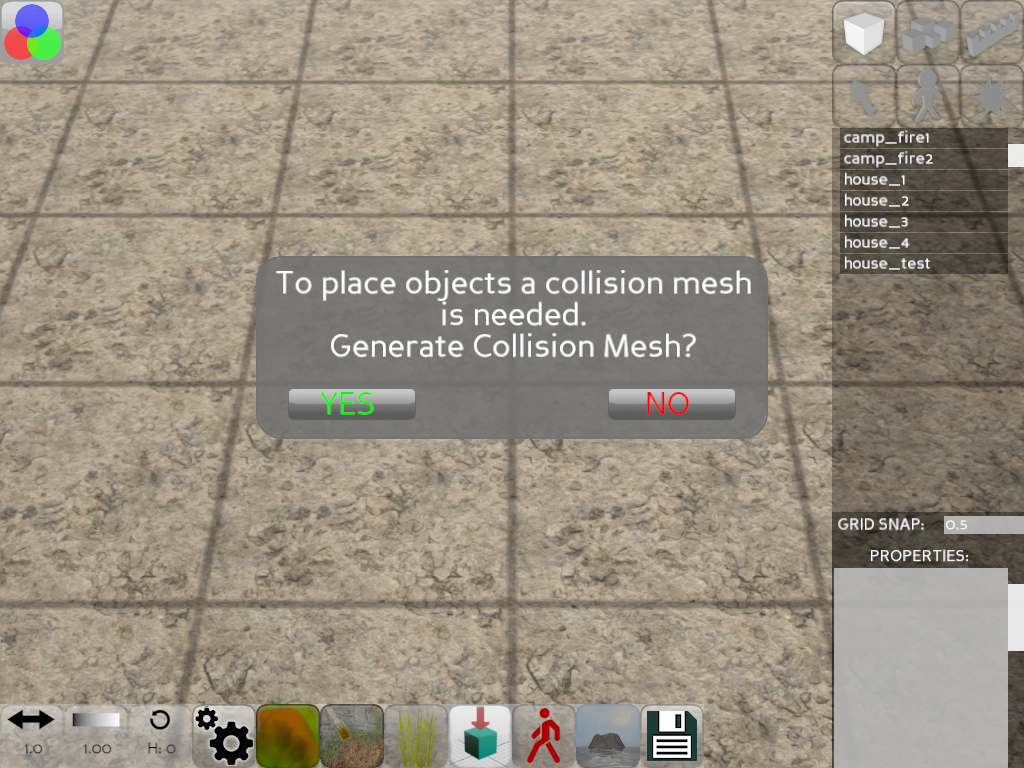 camp_fire1
camp_fire2
house_1
house_2
house_3
house_4
house_test
To place objects a collision mesh
is needed.
Generate Collision Mesh?
YES NO
GRID SNAP: 0.5
PROPERTIES:
1.0 1.00 H: 0